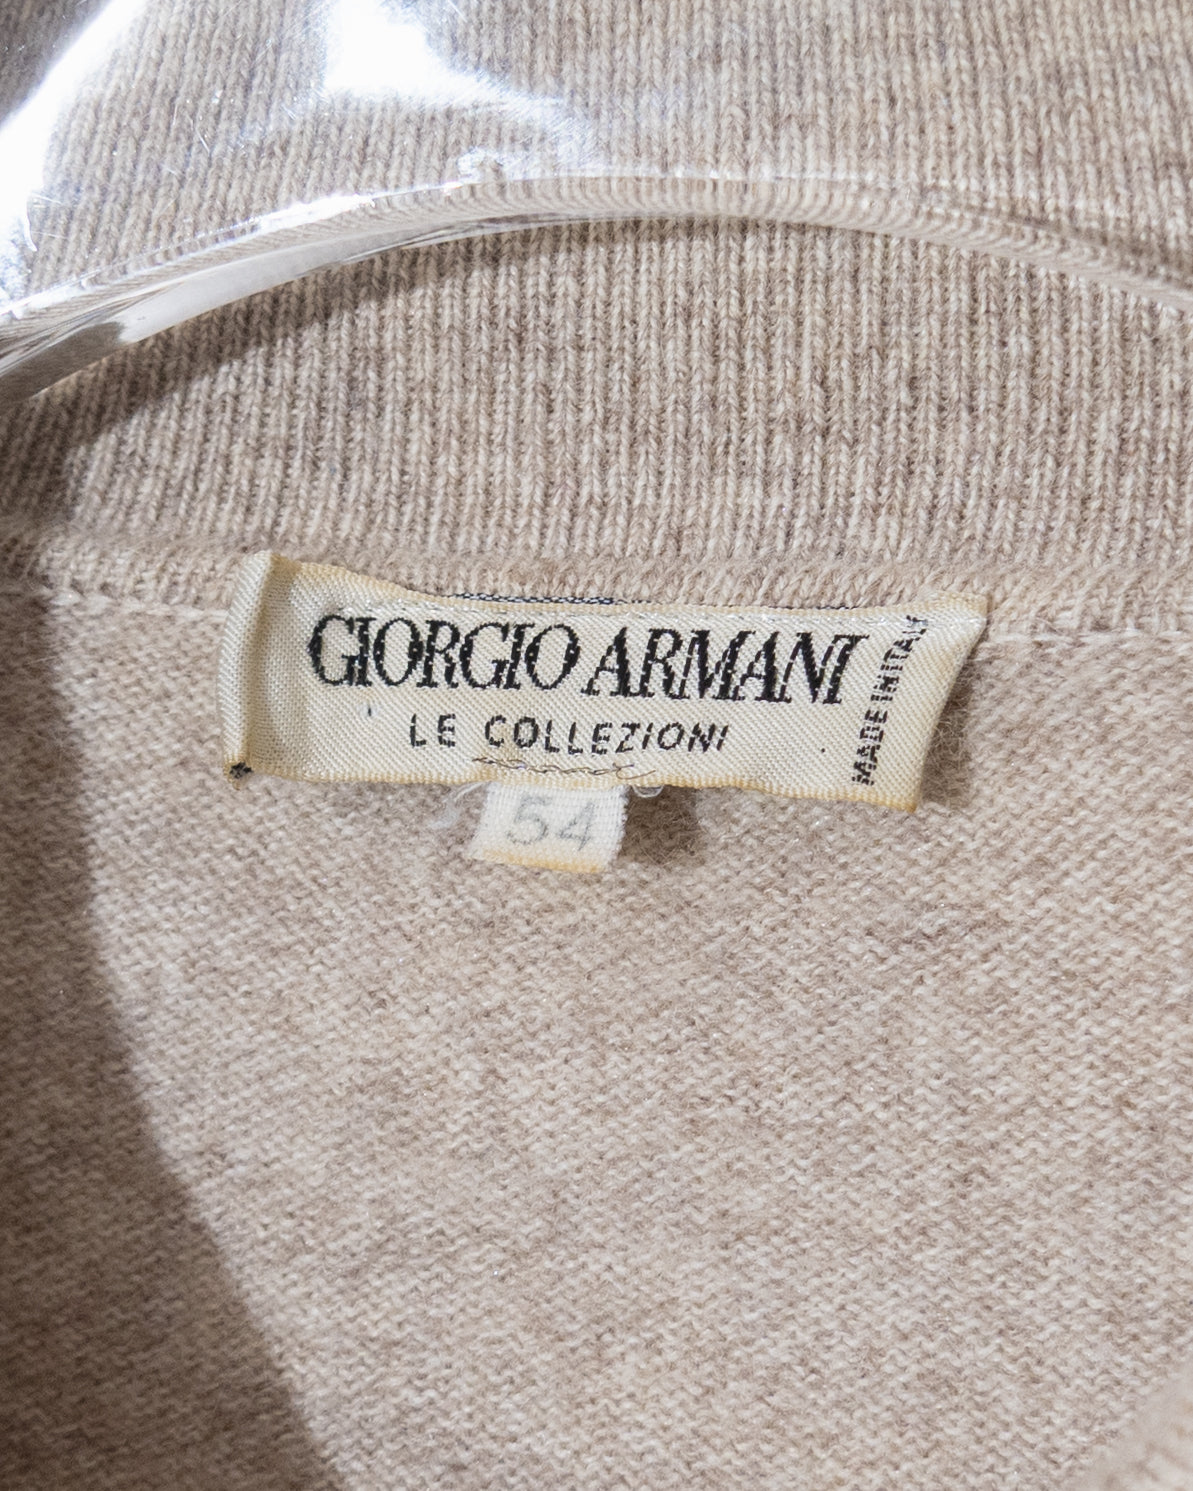 GIORGIO ARMANI
LE COLLEZIONI
MADE IN ITALY
54